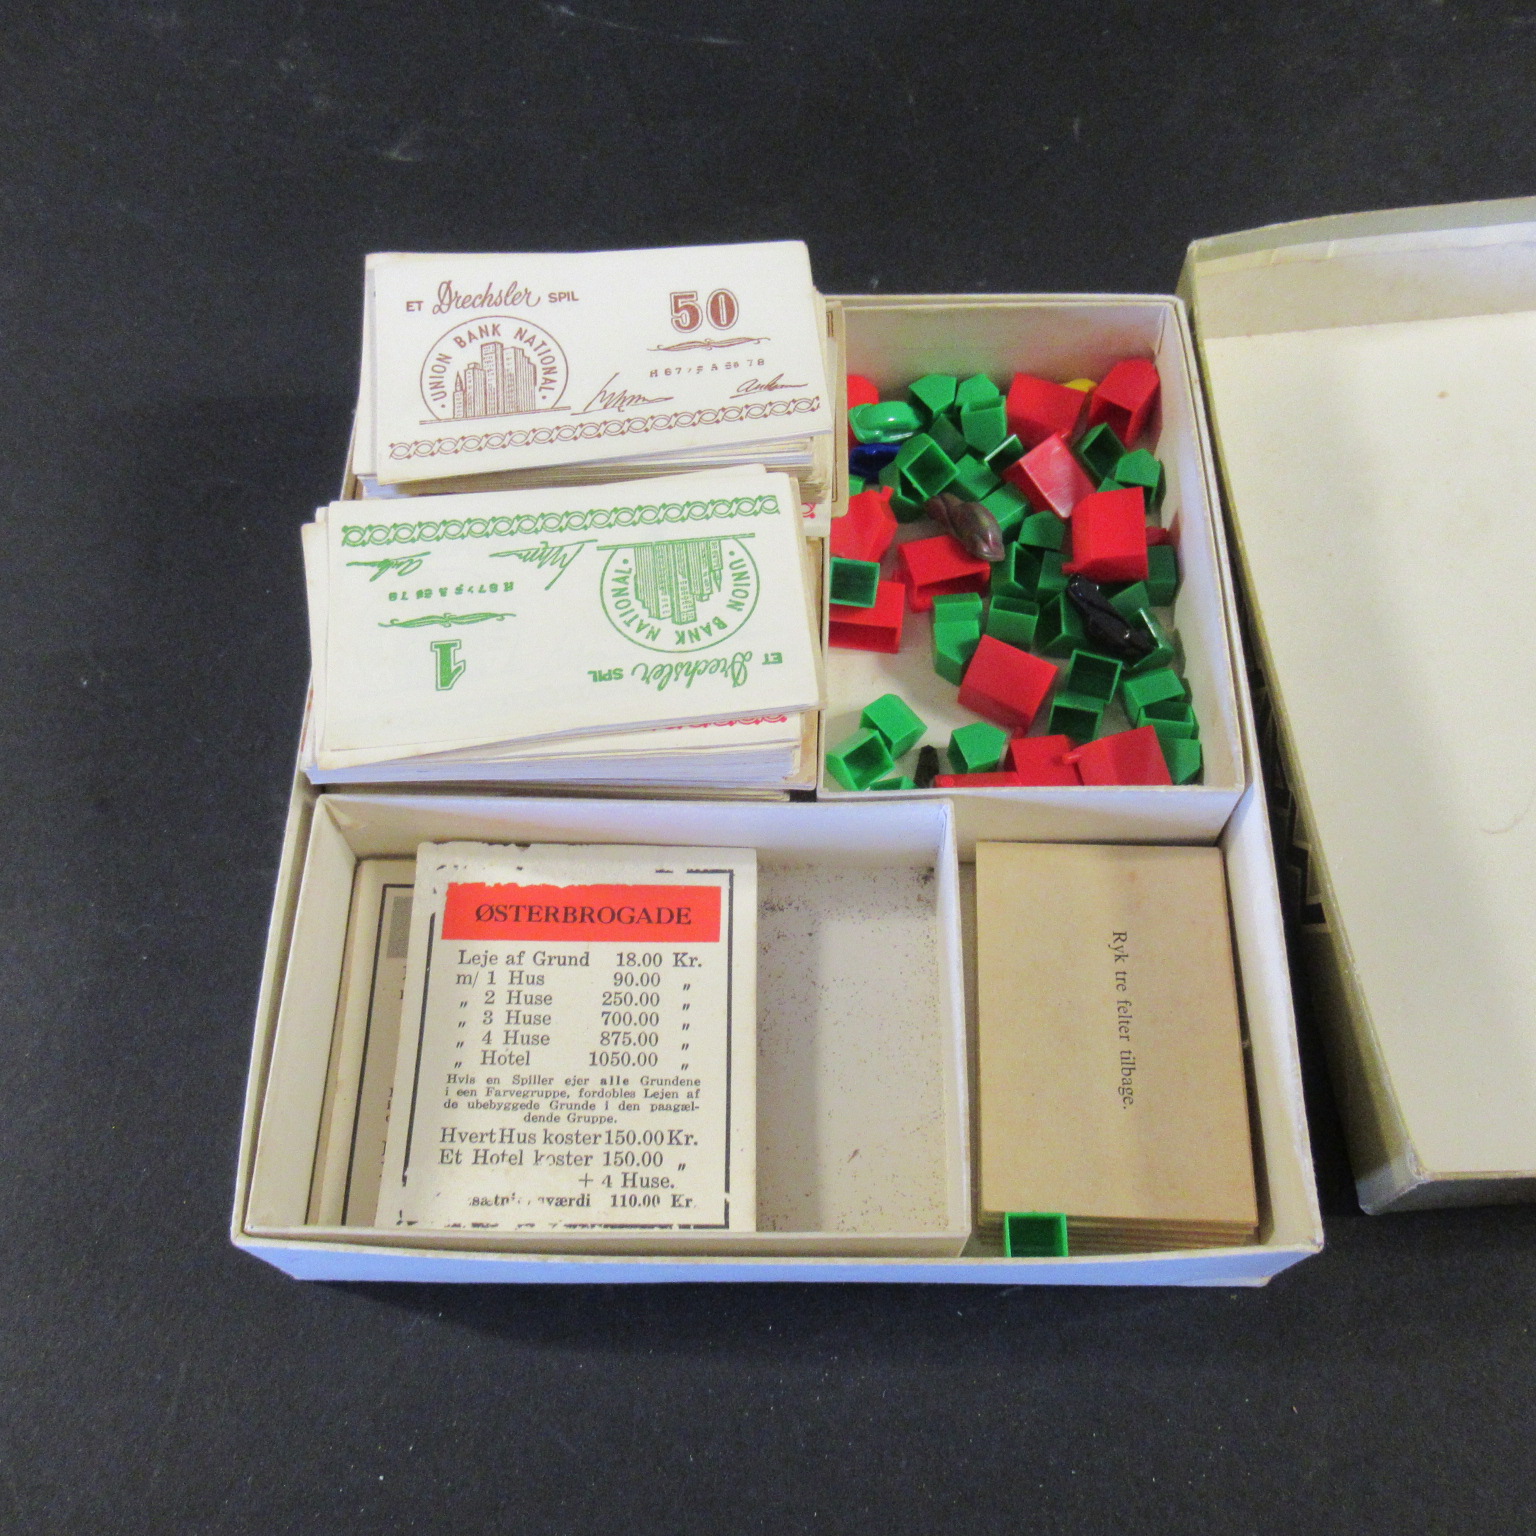 ET Drechsler SPIL
50
UNION BANK NATIONAL
ET Drechsler SPIL
1
UNION BANK NATIONAL
ØSTERBROGADE
Leje af Grund 18.00 Kr.
m/ 1 Hus 90.00 „
„ 2 Huse 250.00 „
„ 3 Huse 700.00 „
„ 4 Huse 875.00 „
„ Hotel 1050.00 „
Hvis en Spiller ejer alle Grundene
i een Farvegruppe, fordobles Lejen af
de ubebyggede Grunde i den paagæl-
dende Gruppe.
Hvert Hus koster 150.00 Kr.
Et Hotel koster 150.00 „
+ 4 Huse.
110.00 Kr
Ryk tre felter tilbage.